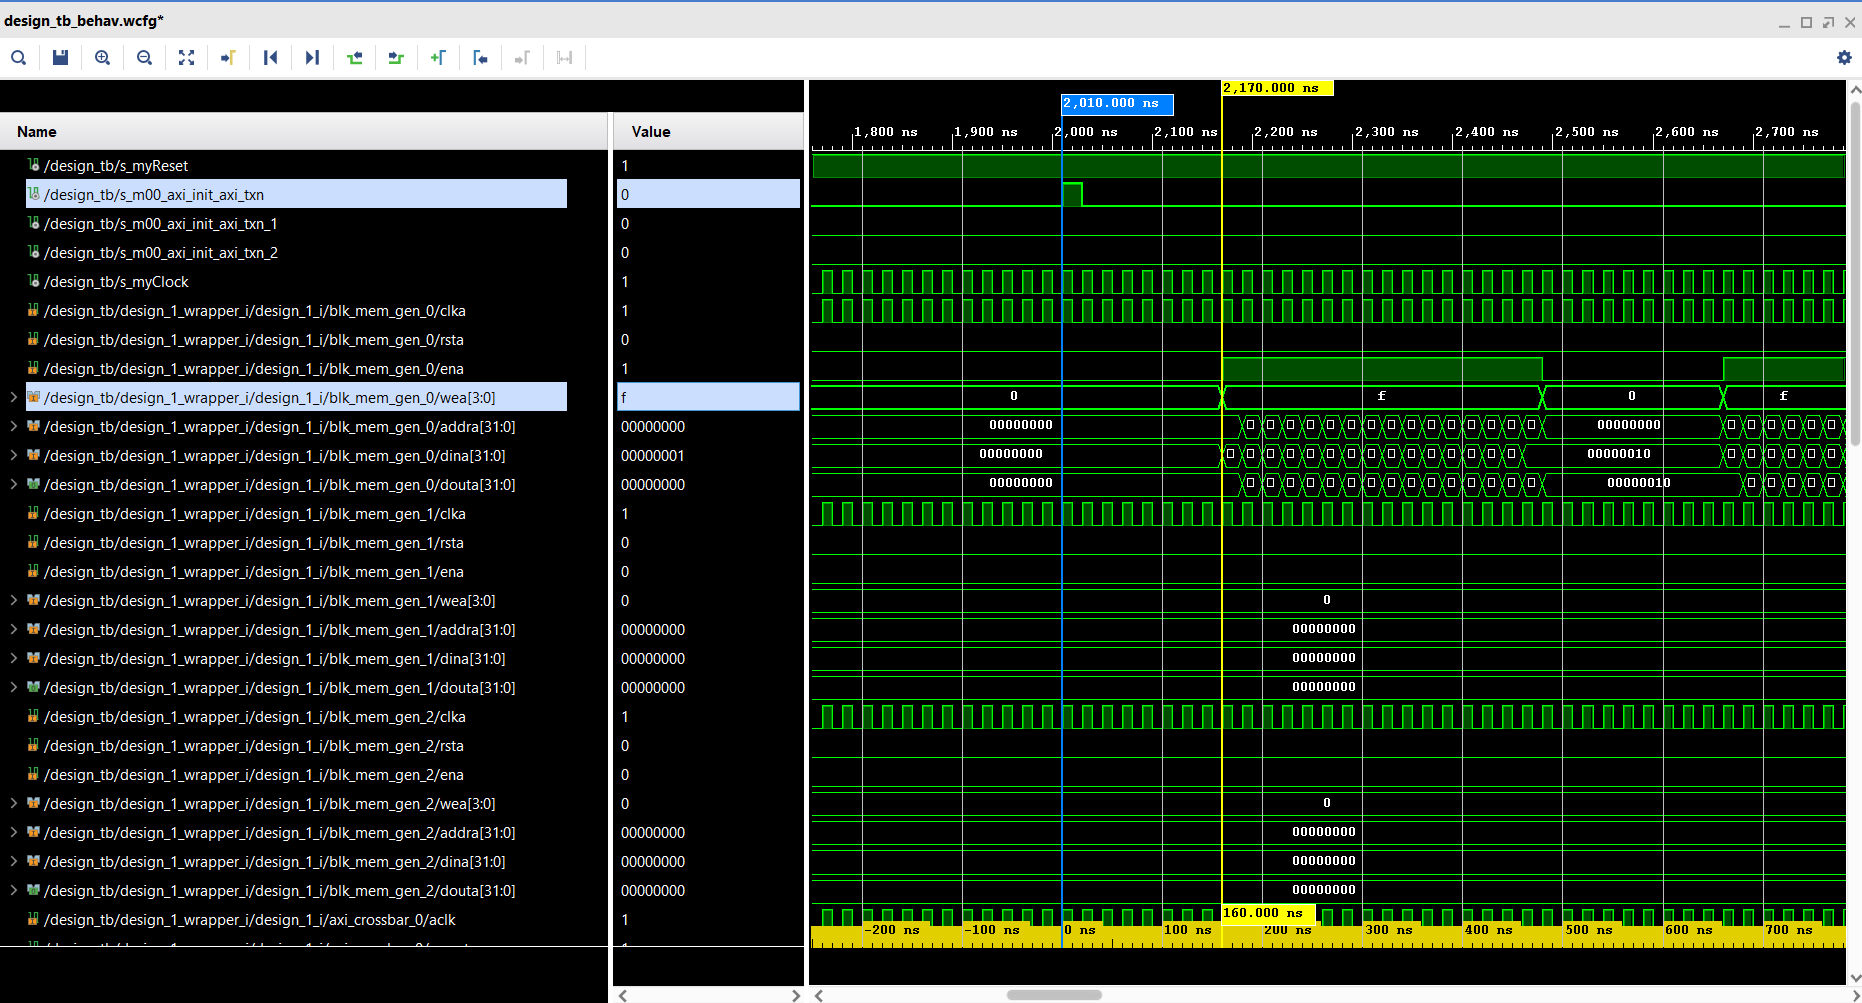 design_tb_behav.wcfg*
2,170.000 ns
2,010.000 ns
Name Value
1,800 ns 1,900 ns 2,000 ns 2,100 ns 2,200 ns 2,300 ns 2,400 ns 2,500 ns 2,600 ns 2,700 ns
/design_tb/s_myReset 1
/design_tb/s_m00_axi_init_axi_txn 0
/design_tb/s_m00_axi_init_axi_txn_1 0
/design_tb/s_m00_axi_init_axi_txn_2 0
/design_tb/s_myClock 1
/design_tb/design_1_wrapper_i/design_1_i/blk_mem_gen_0/clka 1
/design_tb/design_1_wrapper_i/design_1_i/blk_mem_gen_0/rsta 0
/design_tb/design_1_wrapper_i/design_1_i/blk_mem_gen_0/ena 1
/design_tb/design_1_wrapper_i/design_1_i/blk_mem_gen_0/wea[3:0] f 0 f 0 f
/design_tb/design_1_wrapper_i/design_1_i/blk_mem_gen_0/addra[31:0] 00000000 00000000 00000000
/design_tb/design_1_wrapper_i/design_1_i/blk_mem_gen_0/dina[31:0] 00000001 00000000 00000010
/design_tb/design_1_wrapper_i/design_1_i/blk_mem_gen_0/douta[31:0] 00000000 00000000 00000010
/design_tb/design_1_wrapper_i/design_1_i/blk_mem_gen_1/clka 1
/design_tb/design_1_wrapper_i/design_1_i/blk_mem_gen_1/rsta 0
/design_tb/design_1_wrapper_i/design_1_i/blk_mem_gen_1/ena 0
/design_tb/design_1_wrapper_i/design_1_i/blk_mem_gen_1/wea[3:0] 0 0
/design_tb/design_1_wrapper_i/design_1_i/blk_mem_gen_1/addra[31:0] 00000000 00000000
/design_tb/design_1_wrapper_i/design_1_i/blk_mem_gen_1/dina[31:0] 00000000 00000000
/design_tb/design_1_wrapper_i/design_1_i/blk_mem_gen_1/douta[31:0] 00000000 00000000
/design_tb/design_1_wrapper_i/design_1_i/blk_mem_gen_2/clka 1
/design_tb/design_1_wrapper_i/design_1_i/blk_mem_gen_2/rsta 0
/design_tb/design_1_wrapper_i/design_1_i/blk_mem_gen_2/ena 0
/design_tb/design_1_wrapper_i/design_1_i/blk_mem_gen_2/wea[3:0] 0 0
/design_tb/design_1_wrapper_i/design_1_i/blk_mem_gen_2/addra[31:0] 00000000 00000000
/design_tb/design_1_wrapper_i/design_1_i/blk_mem_gen_2/dina[31:0] 00000000 00000000
/design_tb/design_1_wrapper_i/design_1_i/blk_mem_gen_2/douta[31:0] 00000000 00000000
/design_tb/design_1_wrapper_i/design_1_i/axi_crossbar_0/aclk 1
160.000 ns
-200 ns -100 ns 0 ns 100 ns 200 ns 300 ns 400 ns 500 ns 600 ns 700 ns